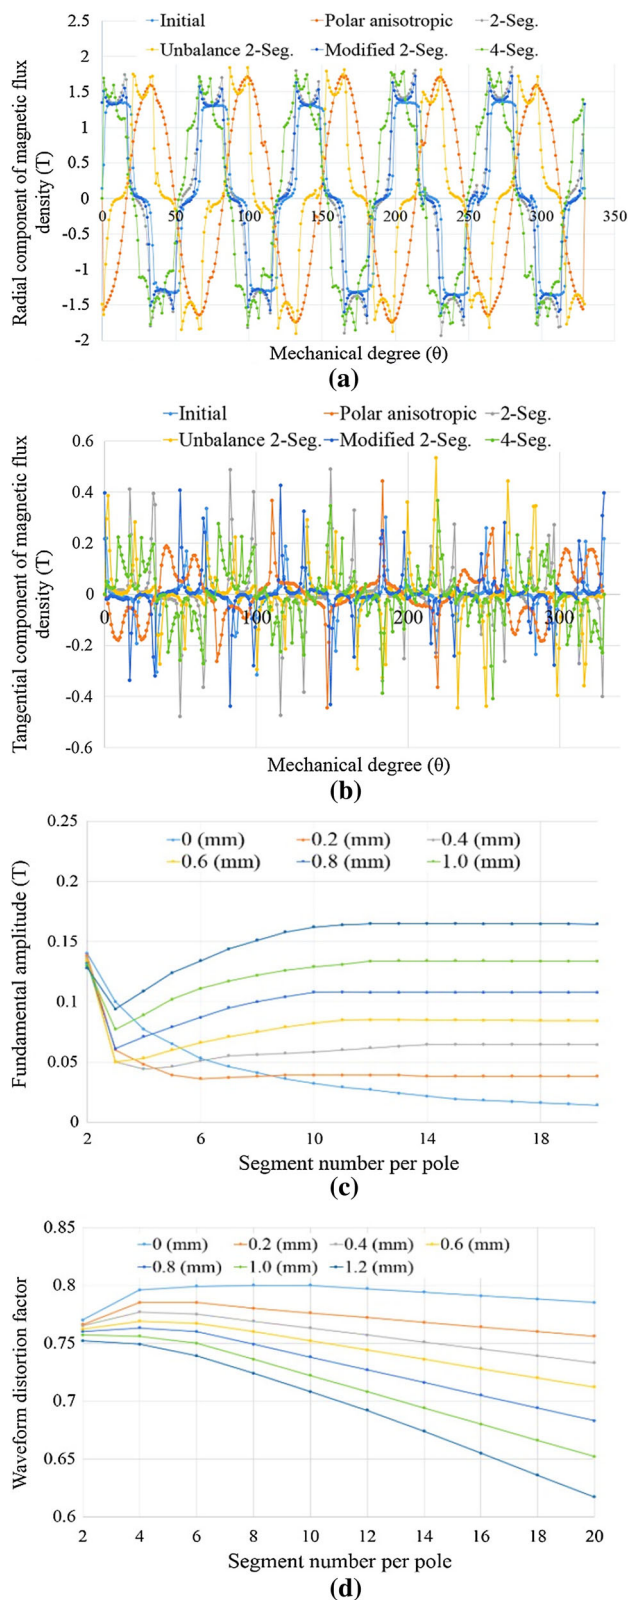 Initial Polar anisotropic 2-Seg.
Unbalance 2-Seg. Modified 2-Seg. 4-Seg.
Radial component of magnetic flux
density (T)
2.5
2
1.5
1
0.5
0
-0.5
-1
-1.5
-2
0 50 100 150 200 250 300 350
Mechanical degree (θ)
(a)
Initial Polar anisotropic 2-Seg.
Unbalance 2-Seg. Modified 2-Seg. 4-Seg.
Tangential component of magnetic flux
density (T)
0.6
0.4
0.2
0
-0.2
-0.4
-0.6
0 100 200 300
Mechanical degree (θ)
(b)
0 (mm) 0.2 (mm) 0.4 (mm)
0.6 (mm) 0.8 (mm) 1.0 (mm)
Fundamental amplitude (T)
0.25
0.2
0.15
0.1
0.05
0
2 6 10 14 18
Segment number per pole
(c)
0 (mm) 0.2 (mm) 0.4 (mm) 0.6 (mm)
0.8 (mm) 1.0 (mm) 1.2 (mm)
Waveform distortion factor
0.85
0.8
0.75
0.7
0.65
0.6
2 4 6 8 10 12 14 16 18 20
Segment number per pole
(d)